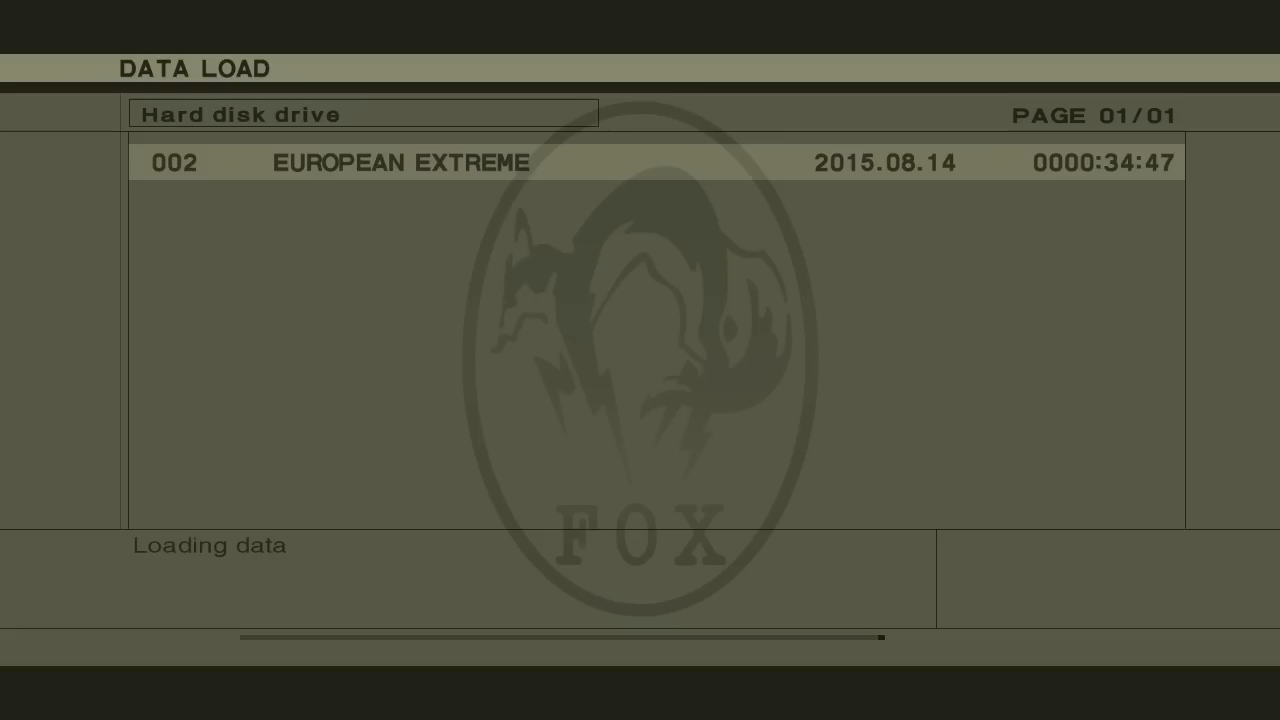 DATA LOAD
Hard disk drive PAGE 01/01
002 EUROPEAN EXTREME 2015.08.14 0000:34:47
FOX
Loading data